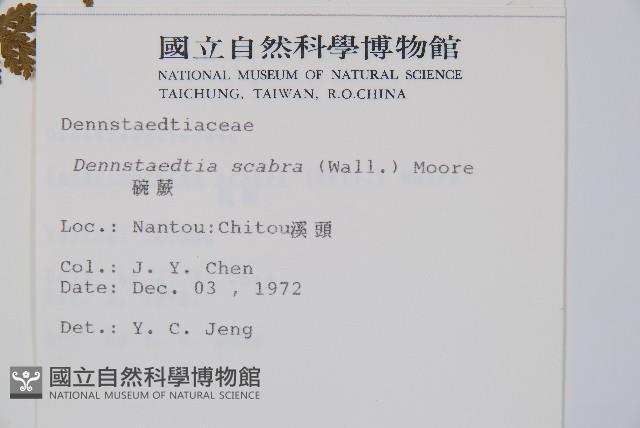 國立自然科學博物館
NATIONAL MUSEUM OF NATURAL SCIENCE
TAICHUNG, TAIWAN, R.O.CHINA
Dennstaedtiaceae
Dennstaedtia scabra (Wall.) Moore
碗蕨
Loc.: Nantou:Chitou溪頭
Col.: J. Y. Chen
Date: Dec. 03 , 1972
Det.: Y. C. Jeng
國立自然科學博物館
NATIONAL MUSEUM OF NATURAL SCIENCE